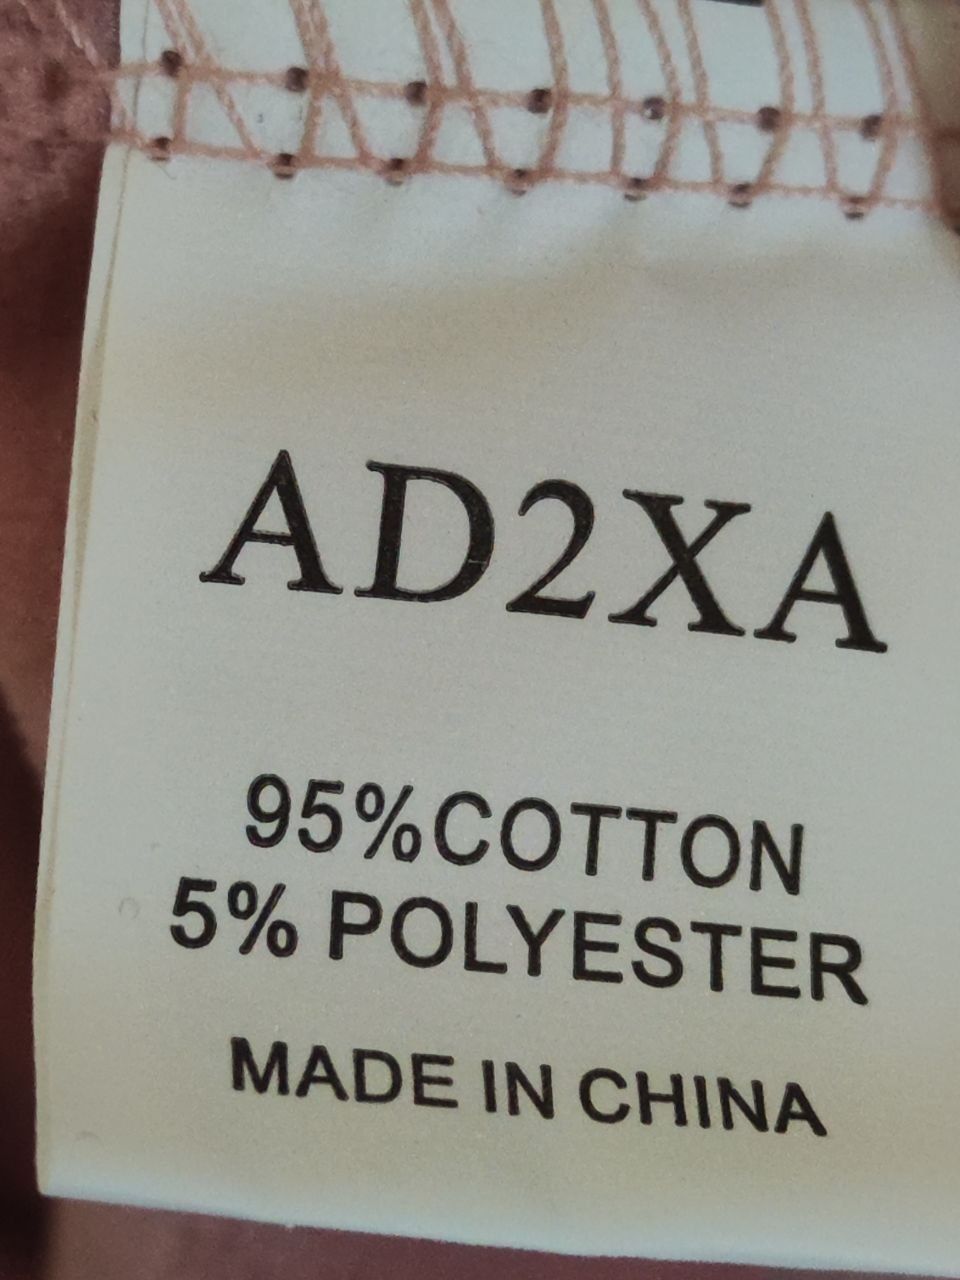 AD2XA
95%COTTON
5% POLYESTER
MADE IN CHINA